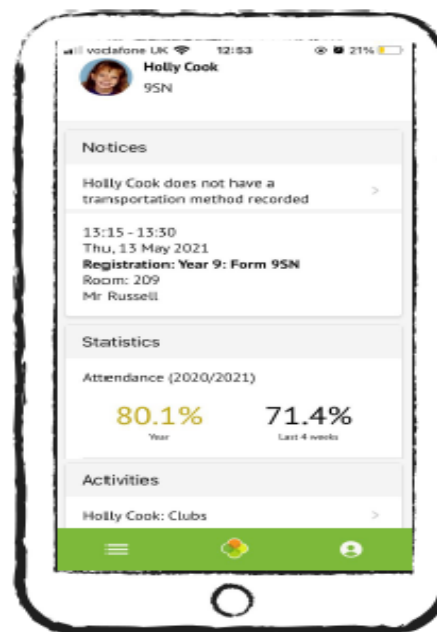 vodafone UK 12:53 21%
Holly Cook
9SN
Notices
Holly Cook does not have a
transportation method recorded
13:15 - 13:30
Thu, 13 May 2021
Registration: Year 9: Form 9SN
Room: 209
Mr Russell
Statistics
Attendance (2020/2021)
80.1% 71.4%
Year Last 4 weeks
Activities
Holly Cook: Clubs